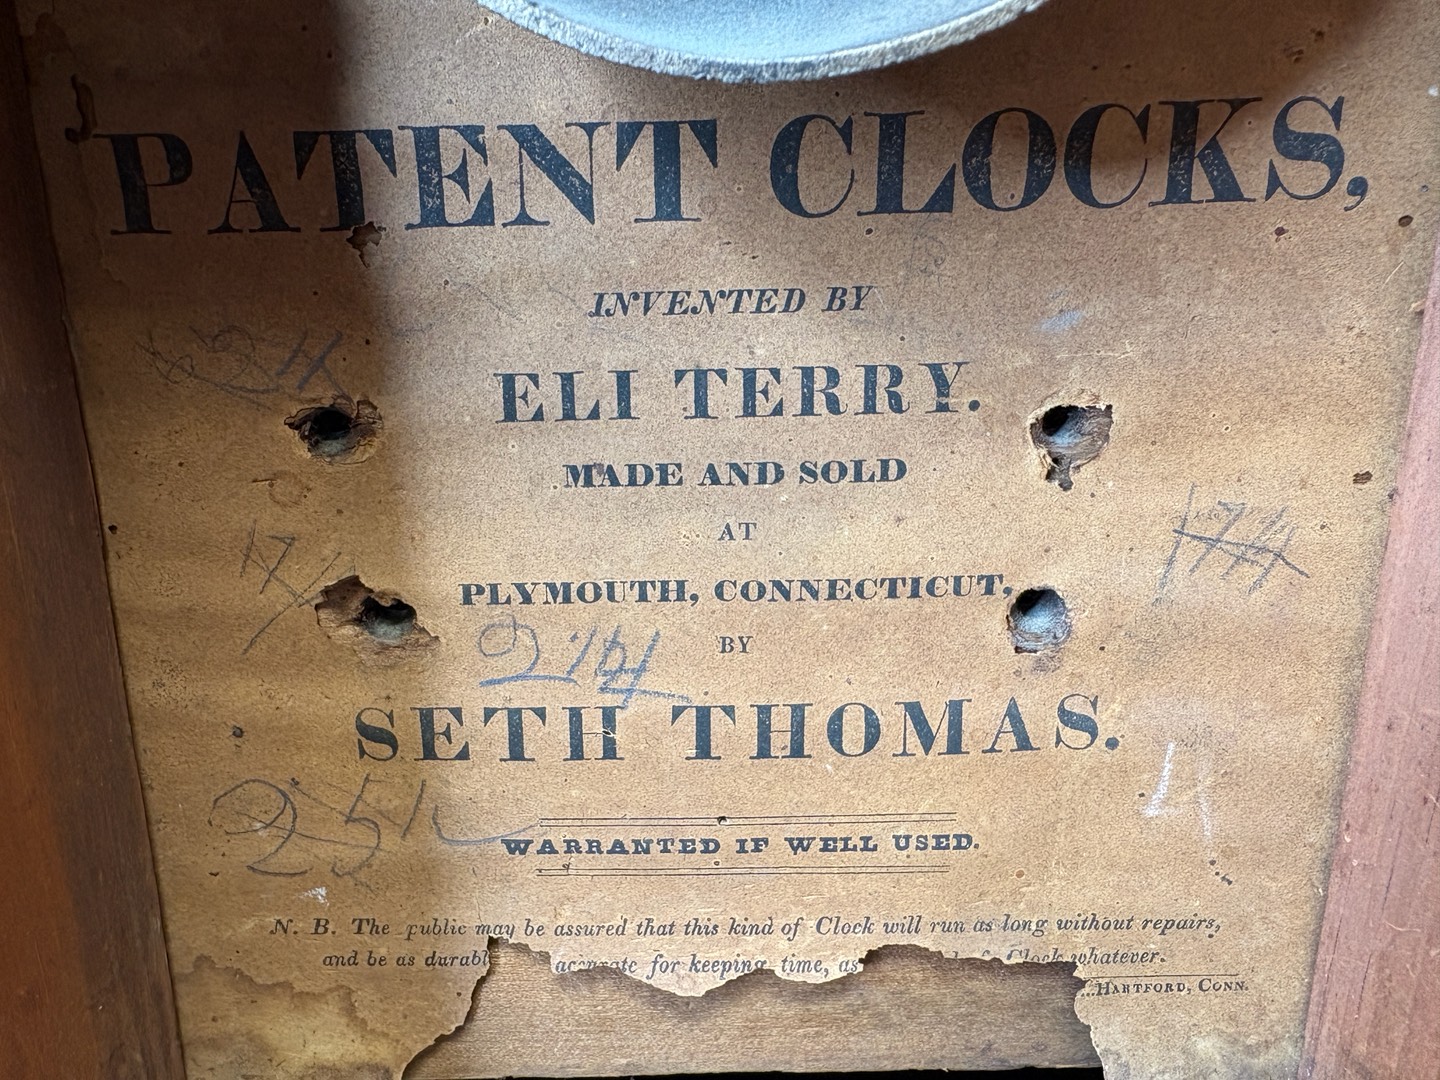 PATENT CLOCKS,
INVENTED BY
ELI TERRY.
MADE AND SOLD
AT
PLYMOUTH, CONNECTICUT,
BY
SETH THOMAS.
WARRANTED IF WELL USED.
N. B. The public may be assured that this kind of Clock will run as long without repairs,
and be as durabl accurate for keeping time, as of Clock whatever.
HARTFORD, CONN.